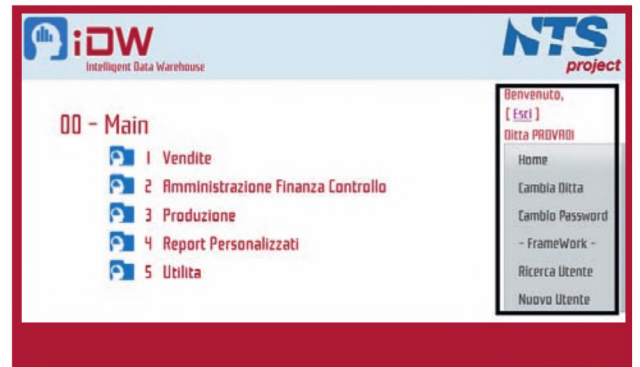 iDW
Intelligent Data Warehouse
NTS
project
00 - Main
1 Vendite
2 Amministrazione Finanza Controllo
3 Produzione
4 Report Personalizzati
5 Utilita
Benvenuto,
[ Esci ]
Ditta PROVADI
Home
Cambia Ditta
Cambio Password
- FrameWork -
Ricerca Utente
Nuovo Utente